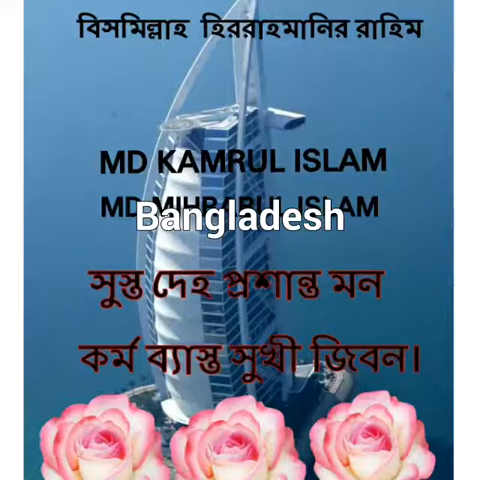 বিসমিল্লাহ হিররাহমানির রাহিম
MD KAMRUL ISLAM
MD ISLAM
Bangladesh
সুস্ত দেহ প্রশান্ত মন
কর্ম ব্যাস্ত সুখী জিবন।